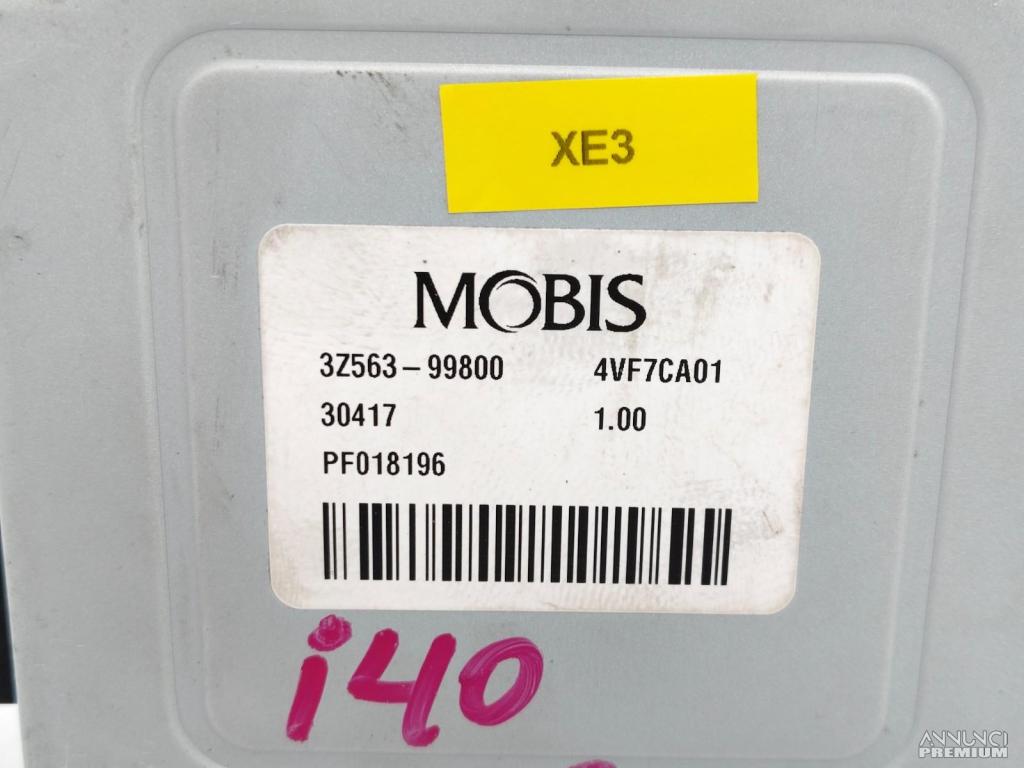 XE3
MOBIS
3Z563-99800 4VF7CA01
30417 1.00
PF018196
i40
ANNUNCI
PREMIUM